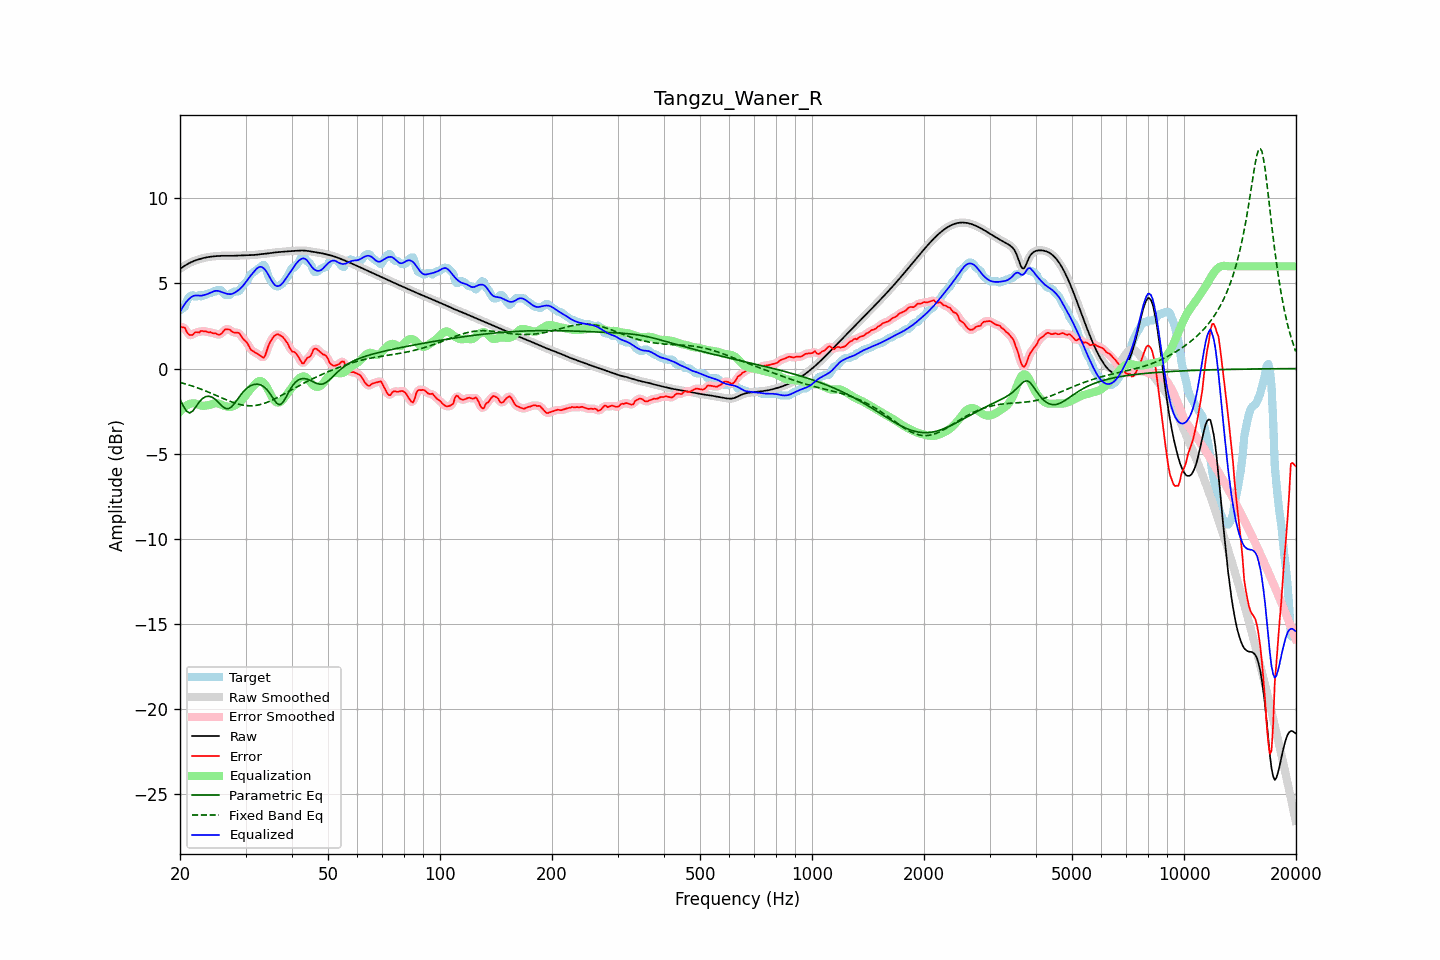 Tangzu_Waner_R
10
5
0
−5
−10
−15
−20
−25
Amplitude (dBr)
Target
Raw Smoothed
Error Smoothed
Raw
Error
Equalization
Parametric Eq
Fixed Band Eq
Equalized
20 50 100 200 500 1000 2000 5000 10000 20000
Frequency (Hz)